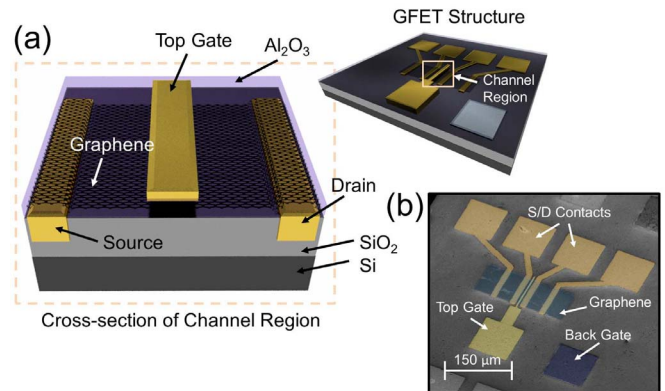 (a)
Top Gate
Al₂O₃
GFET Structure
Channel
Region
Graphene
Drain
Source
SiO₂
Si
Cross-section of Channel Region
(b)
S/D Contacts
Graphene
Top Gate
Back Gate
150 μm